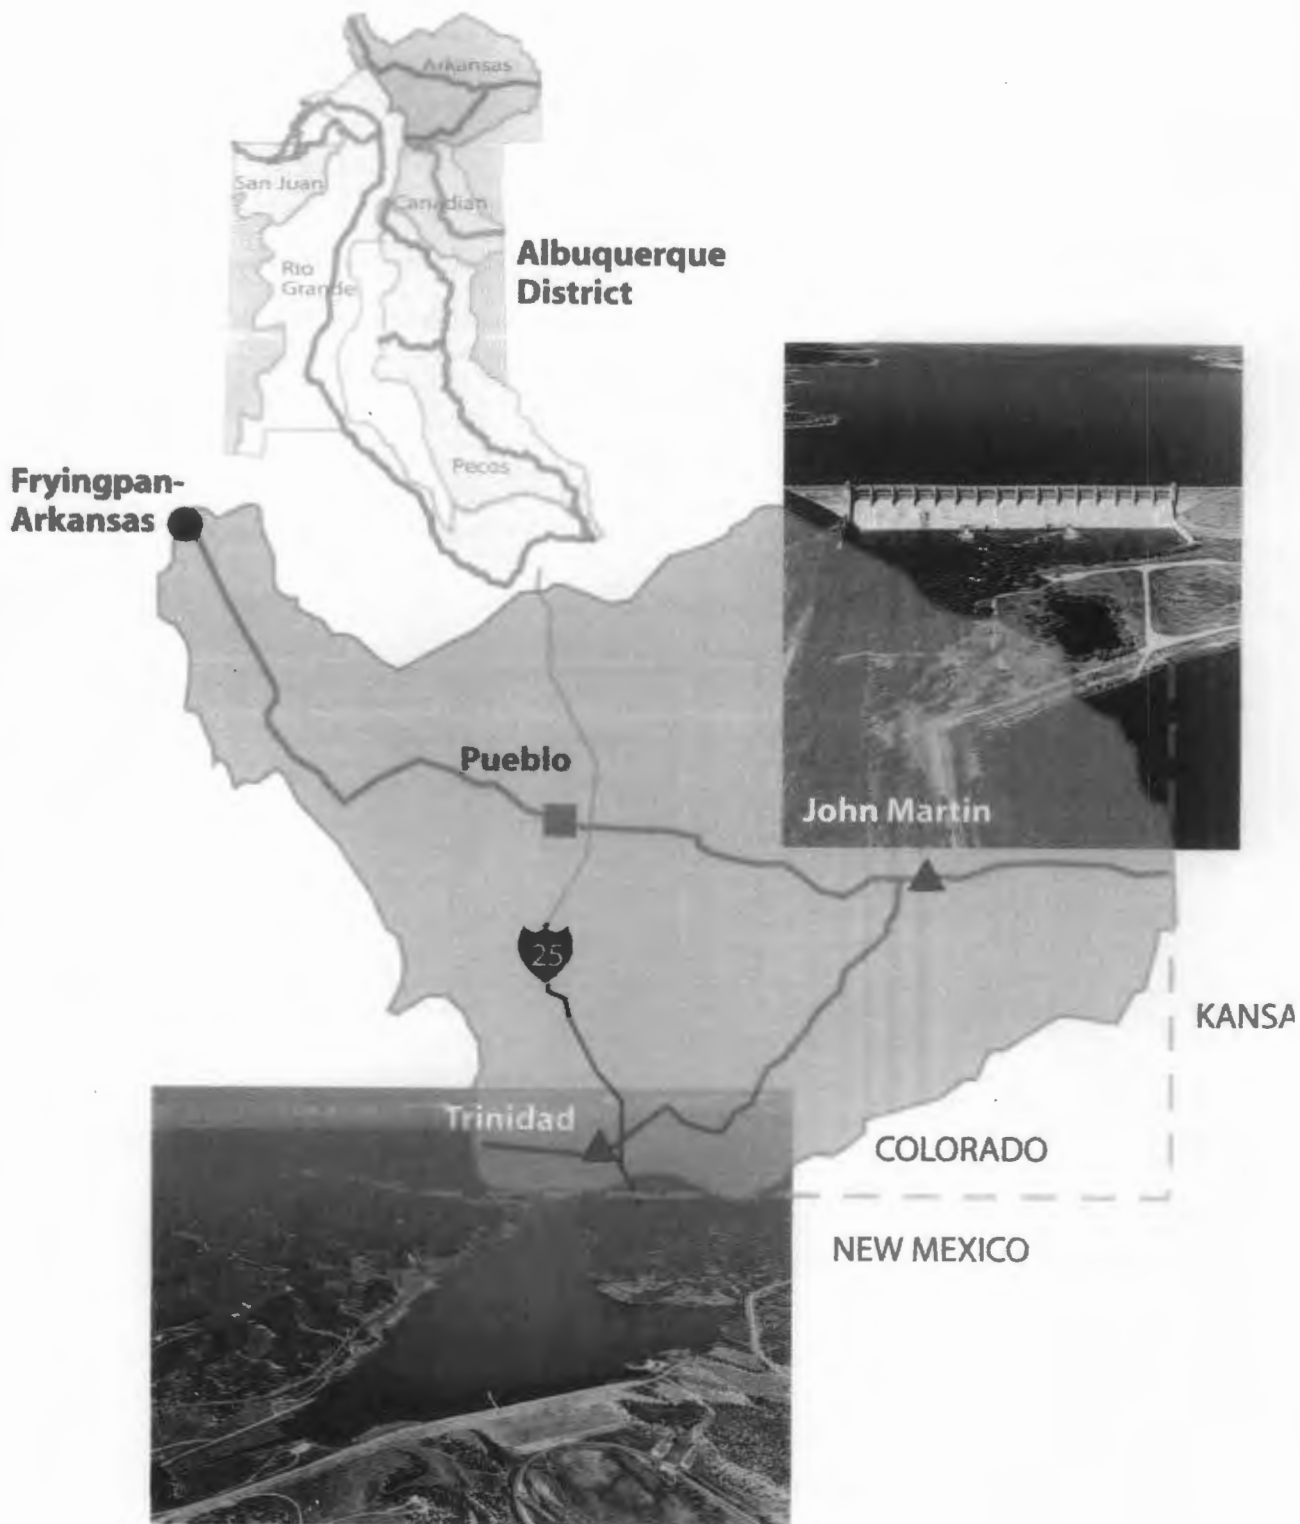 Arkansas
San Juan
Canadian
Albuquerque
District
Rio
Grande
Pecos
Fryingpan-
Arkansas
Pueblo
John Martin
25
KANSA
Trinidad
COLORADO
NEW MEXICO